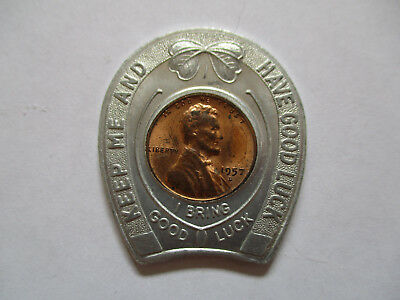 KEEP ME AND
HAVE GOOD LUCK
LIBERTY
1957
D
I BRING
GOOD LUCK